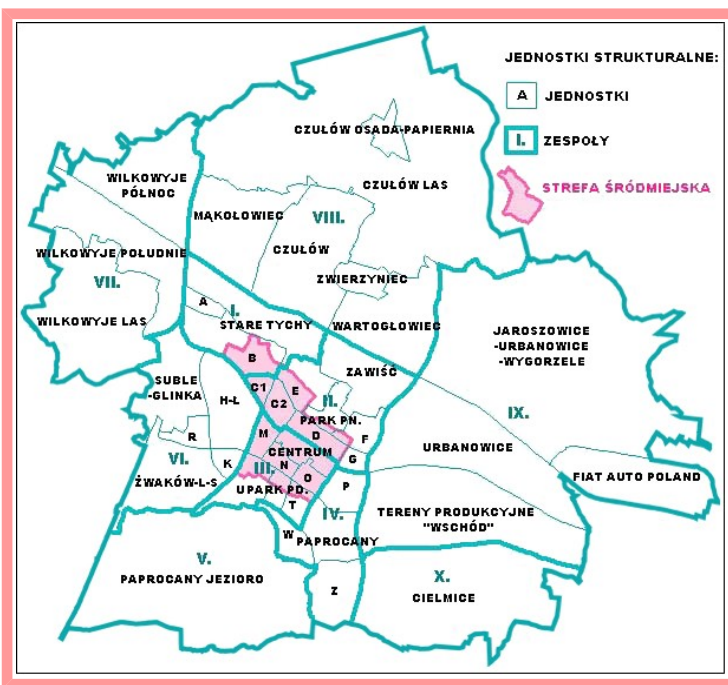 JEDNOSTKI STRUKTURALNE:
A JEDNOSTKI
I. ZESPOŁY
STREFA ŚRÓDMIEJSKA
CZUŁÓW OSADA-PAPIERNIA
WILKOWYJE
PÓŁNOC
CZUŁÓW LAS
MĄKOŁOWIEC
VIII.
CZUŁÓW
WILKOWYJE POŁUDNIE
VII.
ZWIERZYNIEC
A
I.
WILKOWYJE LAS
STARE TYCHY
WARTOGŁOWIEC
JAROSZOWICE
-URBANOWICE
-WYGORZELE
B
ZAWIŚĆ
SUBLE
-GLINKA
H-Ł
C1
E
C2
II.
IX.
PARK PN.
M
D
F
R
CENTRUM
URBANOWICE
VI.
K
III.
N
G
ŻWAKÓW-L-S
O
P
FIAT AUTO POLAND
UPARK PD.
T
IV.
TERENY PRODUKCYJNE
"WSCHÓD"
W
PAPROCANY
V.
PAPROCANY JEZIORO
X.
Z
CIELMICE